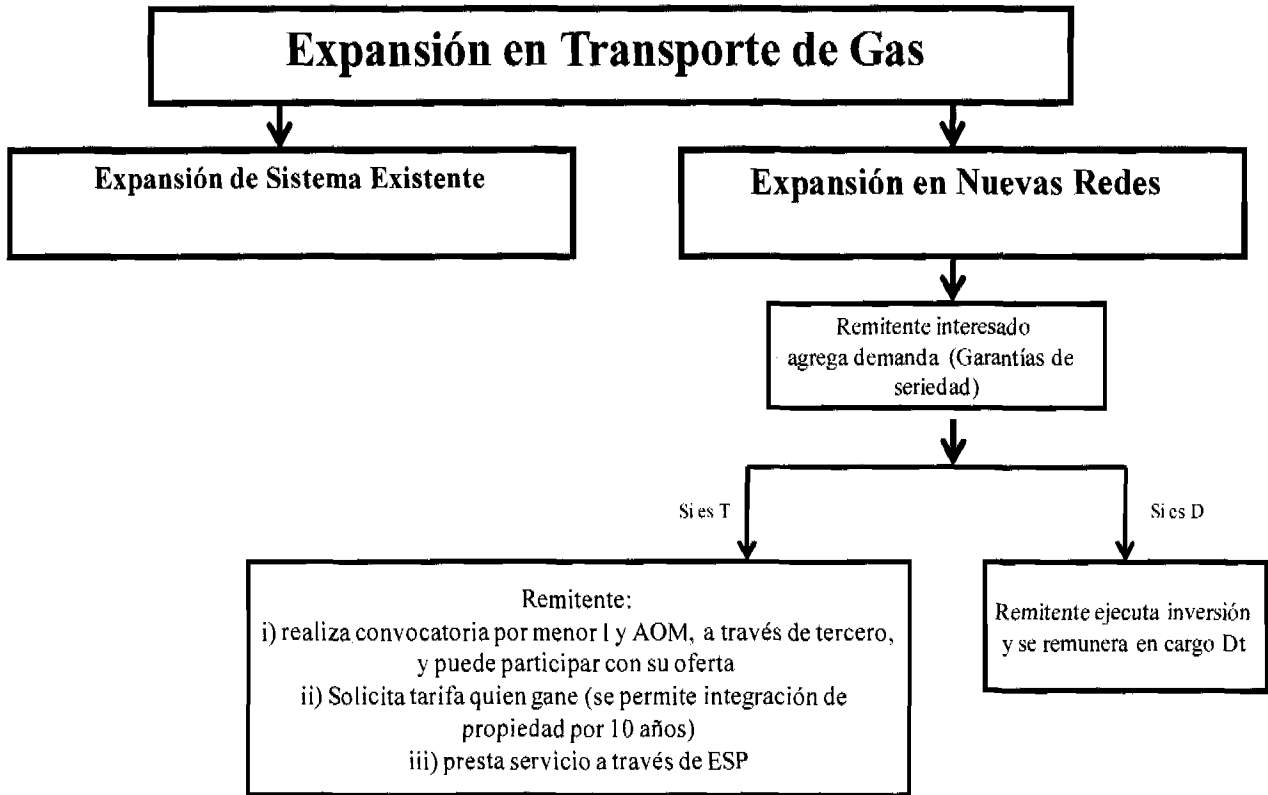 Expansión en Transporte de Gas
Expansión de Sistema Existente
Expansión en Nuevas Redes
Remitente interesado
agrega demanda (Garantías de
seriedad)
Si es T
Si es D
Remitente:
i) realiza convocatoria por menor I y AOM, a través de tercero,
y puede participar con su oferta
ii) Solicita tarifa quien gane (se permite integración de
propiedad por 10 años)
iii) presta servicio a través de ESP
Remitente ejecuta inversión
y se remunera en cargo Dt